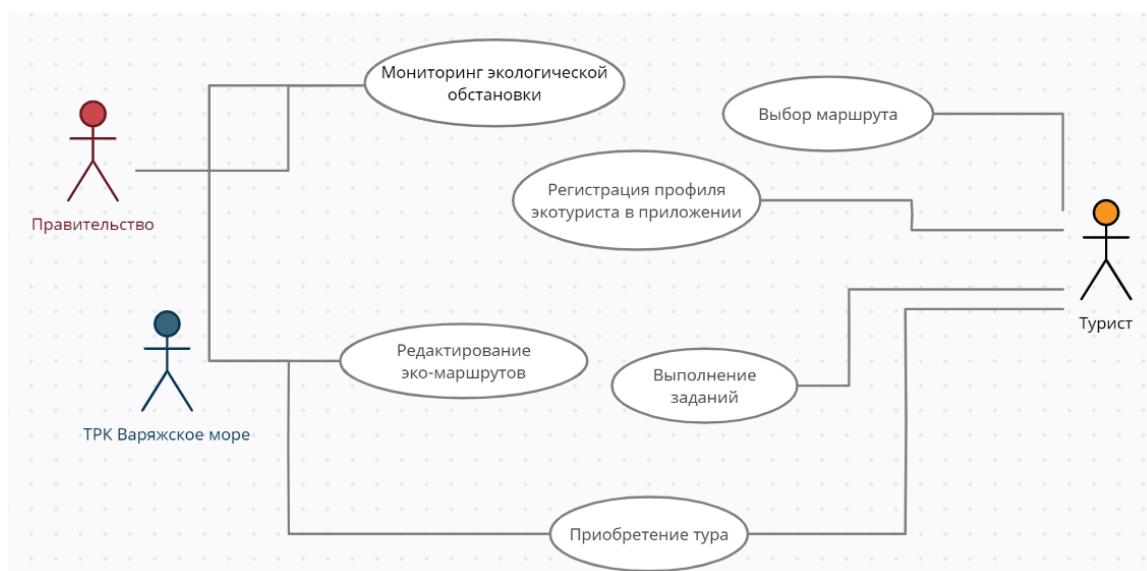 Мониторинг экологической
обстановки
Выбор маршрута
Регистрация профиля
экотуриста в приложении
Правительство
Турист
Редактирование
эко-маршрутов
Выполнение
заданий
ТРК Варяжское море
Приобретение тура